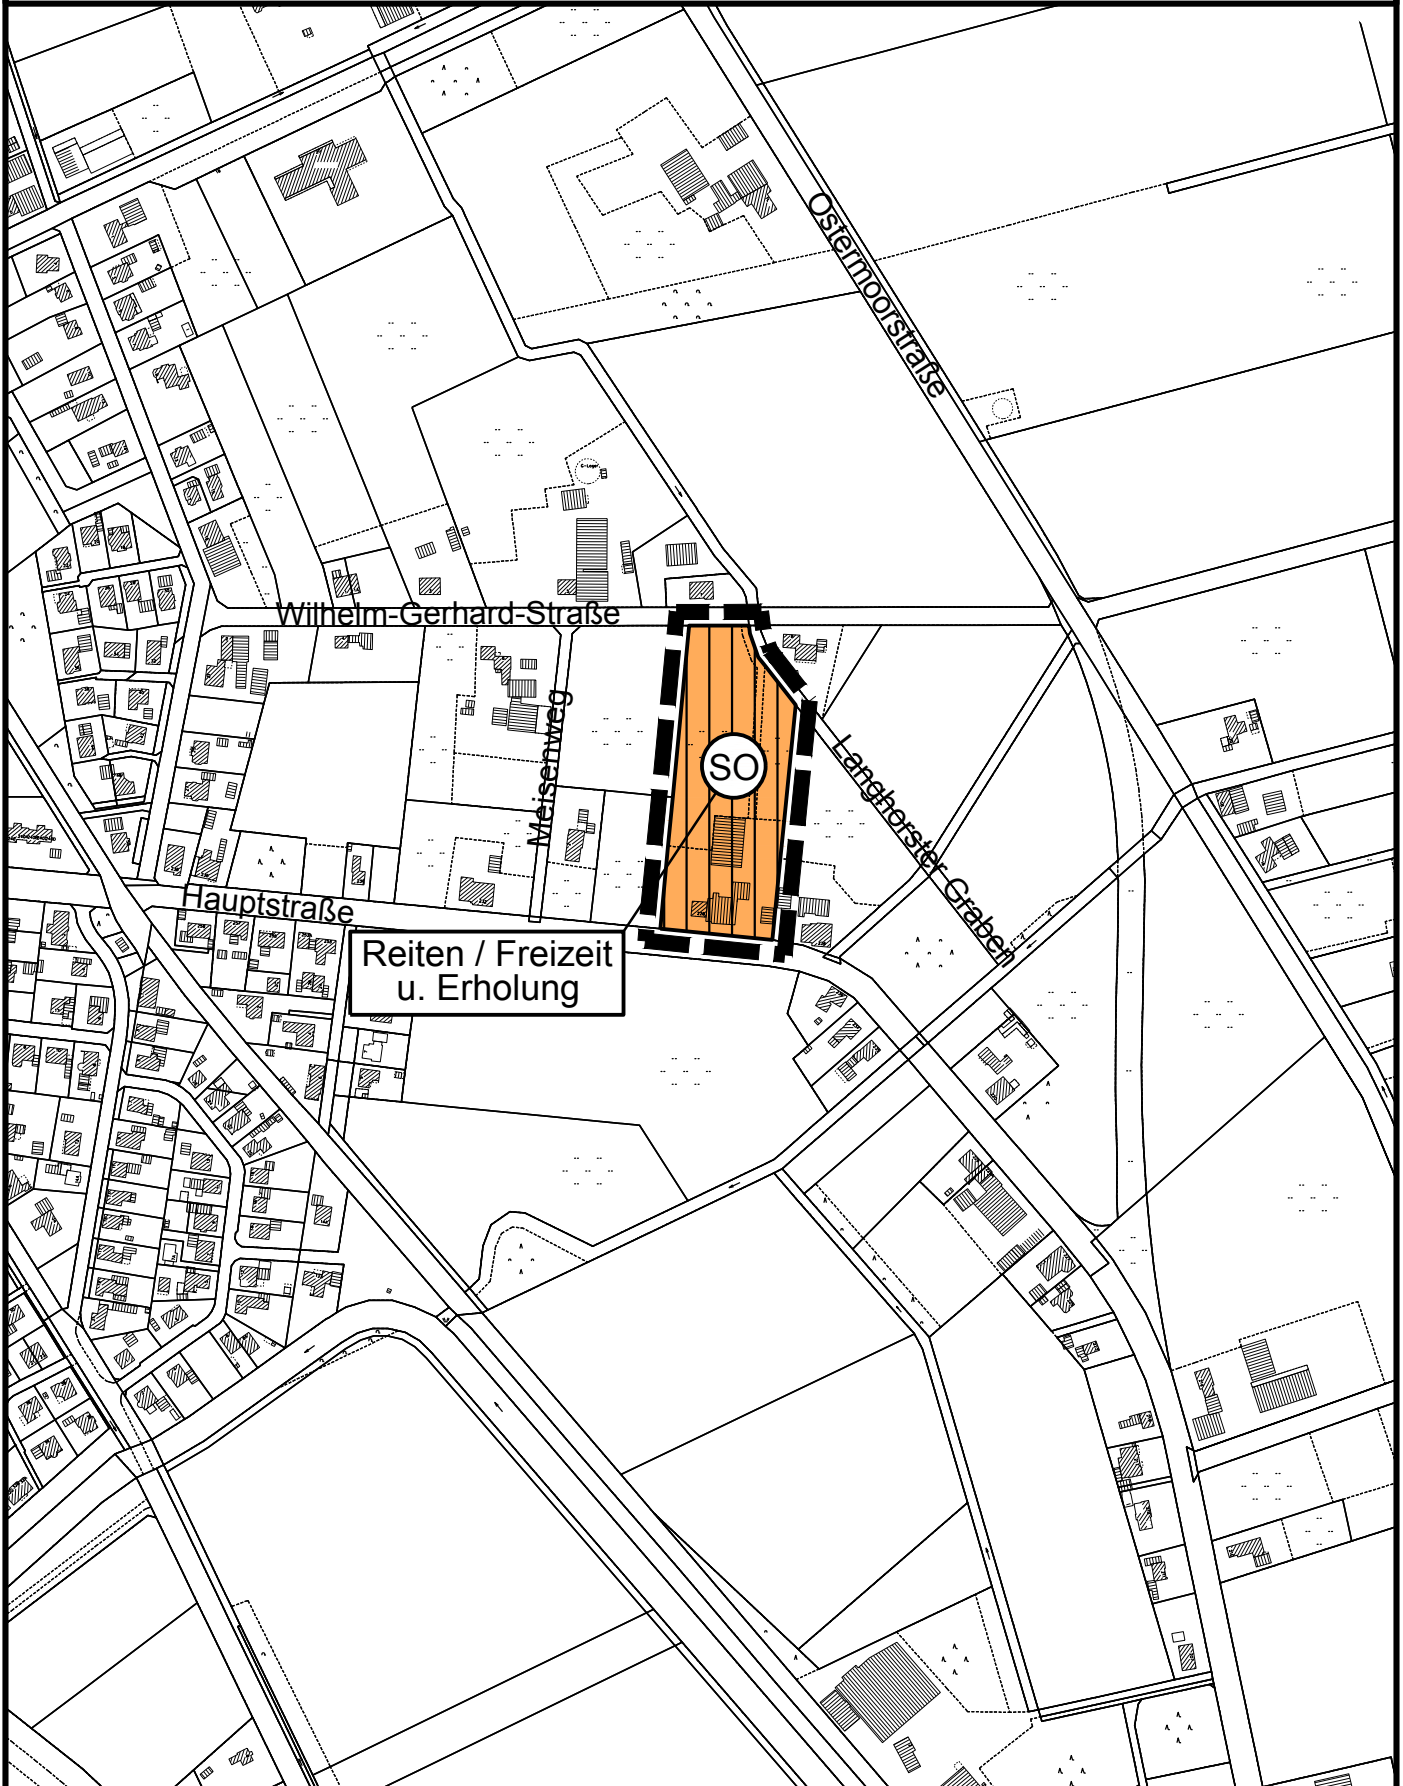 Ostermoorstraße
Wilhelm-Gerhard-Straße
Meisenweg
SO
Langhorster Graben
Hauptstraße
Reiten / Freizeit
u. Erholung